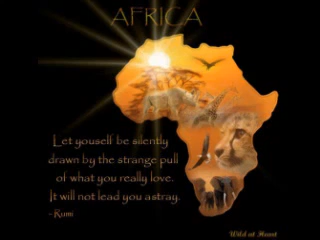 AFRICA
Let youself be silently
drawn by the strange pull
of what you really love.
It will not lead you astray.
- Rumi
Wild at Heart